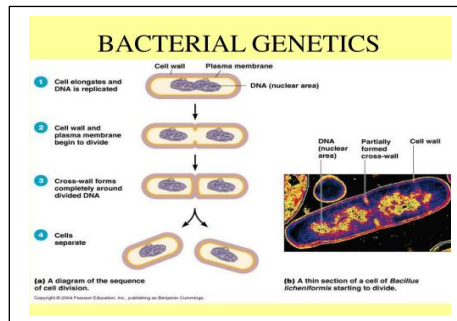 BACTERIAL GENETICS
Cell wall
Plasma membrane
1 Cell elongates and
DNA is replicated
DNA (nuclear area)
2 Cell wall and
plasma membrane
begin to divide
3 Cross-wall forms
completely around
divided DNA
4 Cells
separate
(a) A diagram of the sequence
of cell division.
Copyright © 2004 Pearson Education, Inc., publishing as Benjamin Cummings.
DNA
(nuclear
area)
Partially
formed
cross-wall
Cell wall
(b) A thin section of a cell of Bacillus
licheniformis starting to divide.